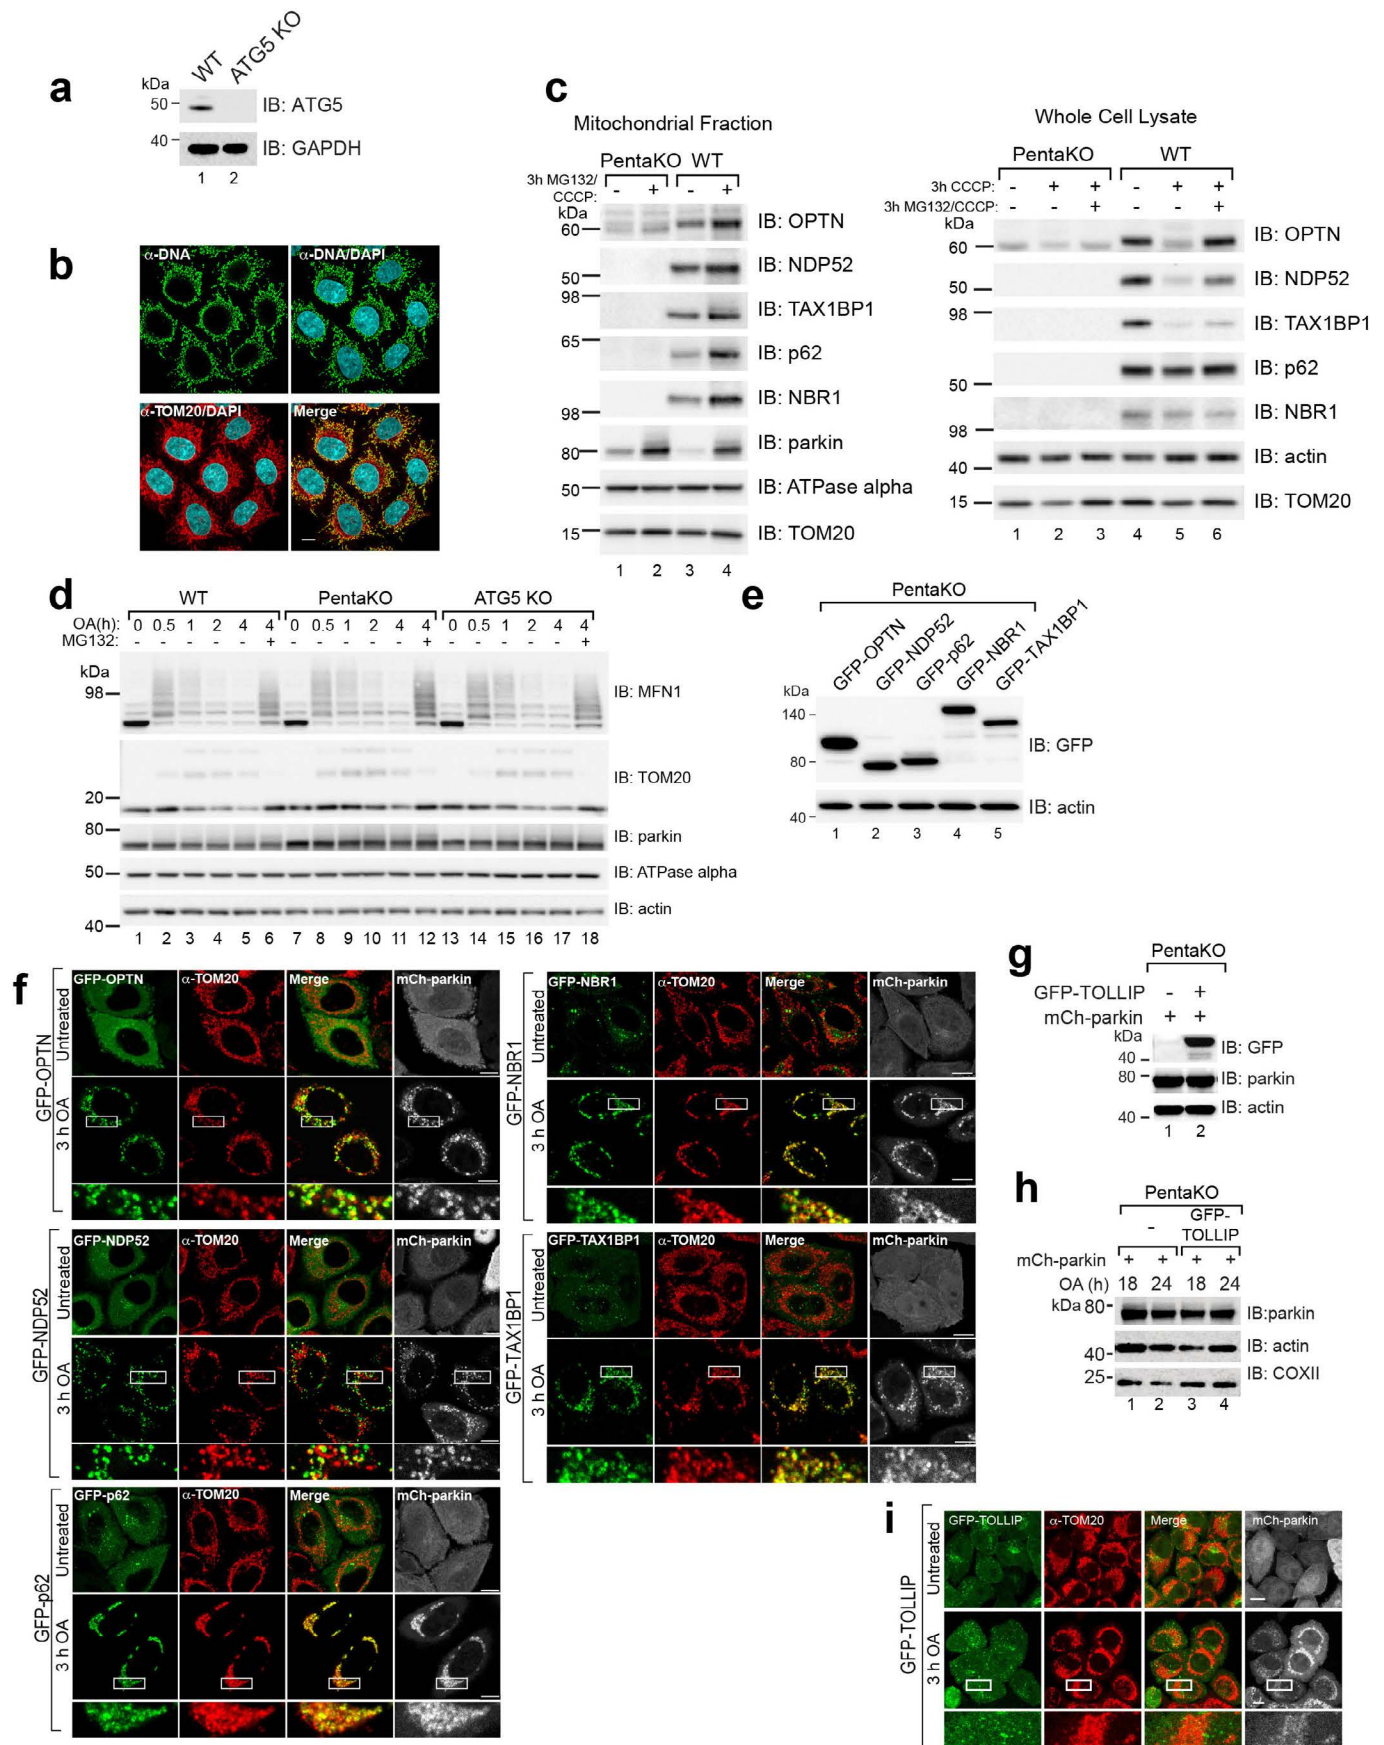 a
WT
ATG5 KO
kDa
50
IB: ATG5
40
IB: GAPDH
1 2
b
α-DNA
α-DNA/DAPI
α-TOM20/DAPI
Merge
c
Mitochondrial Fraction
PentaKO WT
3h MG132/
CCCP: - + - +
kDa
60
IB: OPTN
50
IB: NDP52
98
IB: TAX1BP1
65
IB: p62
98
IB: NBR1
80
IB: parkin
50
IB: ATPase alpha
15
IB: TOM20
1 2 3 4
Whole Cell Lysate
PentaKO WT
3h CCCP: - + + - + +
3h MG132/CCCP: + +
kDa
60
IB: OPTN
50
IB: NDP52
98
IB: TAX1BP1
50
IB: p62
98
IB: NBR1
40
IB: actin
15
IB: TOM20
1 2 3 4 5 6
d
WT PentaKO ATG5 KO
OA(h): 0 0.5 1 2 4 4 0 0.5 1 2 4 4 0 0.5 1 2 4 4
MG132: - - - - - + - - - - - + - - - - - +
kDa
98
IB: MFN1
IB: TOM20
20
80
IB: parkin
50
IB: ATPase alpha
IB: actin
40
1 2 3 4 5 6 7 8 9 10 11 12 13 14 15 16 17 18
e
PentaKO
GFP-OPTN
GFP-NDP52
GFP-p62
GFP-NBR1
GFP-TAX1BP1
kDa
140
80
IB: GFP
40
IB: actin
1 2 3 4 5
f
GFP-OPTN
Untreated
3 h OA
GFP-OPTN α-TOM20 Merge mCh-parkin
GFP-NDP52
Untreated
3 h OA
GFP-NDP52 α-TOM20 Merge mCh-parkin
GFP-p62
Untreated
3 h OA
GFP-p62 α-TOM20 Merge mCh-parkin
GFP-NBR1
Untreated
3 h OA
GFP-NBR1 α-TOM20 Merge mCh-parkin
GFP-TAX1BP1
Untreated
3 h OA
GFP-TAX1BP1 α-TOM20 Merge mCh-parkin
g
PentaKO
GFP-TOLLIP - +
mCh-parkin + +
kDa
40
IB: GFP
80
IB: parkin
40
IB: actin
1 2
h
PentaKO
- GFP-
TOLLIP
mCh-parkin + + + +
OA (h) 18 24 18 24
kDa 80
IB:parkin
40
IB: actin
25
IB: COXII
1 2 3 4
i
GFP-TOLLIP
Untreated
3 h OA
GFP-TOLLIP α-TOM20 Merge mCh-parkin